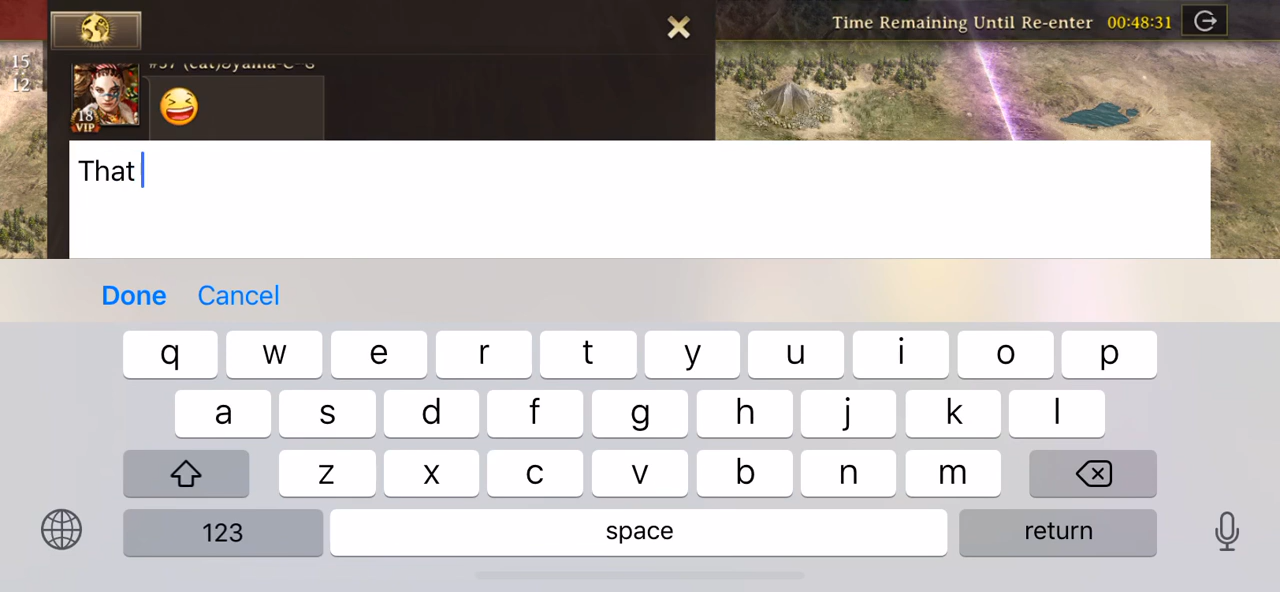 Time Remaining Until Re-enter 00:48:31
15
12
18
VIP
That
Done Cancel
q w e r t y u i o p
a s d f g h j k l
z x c v b n m
123 space return